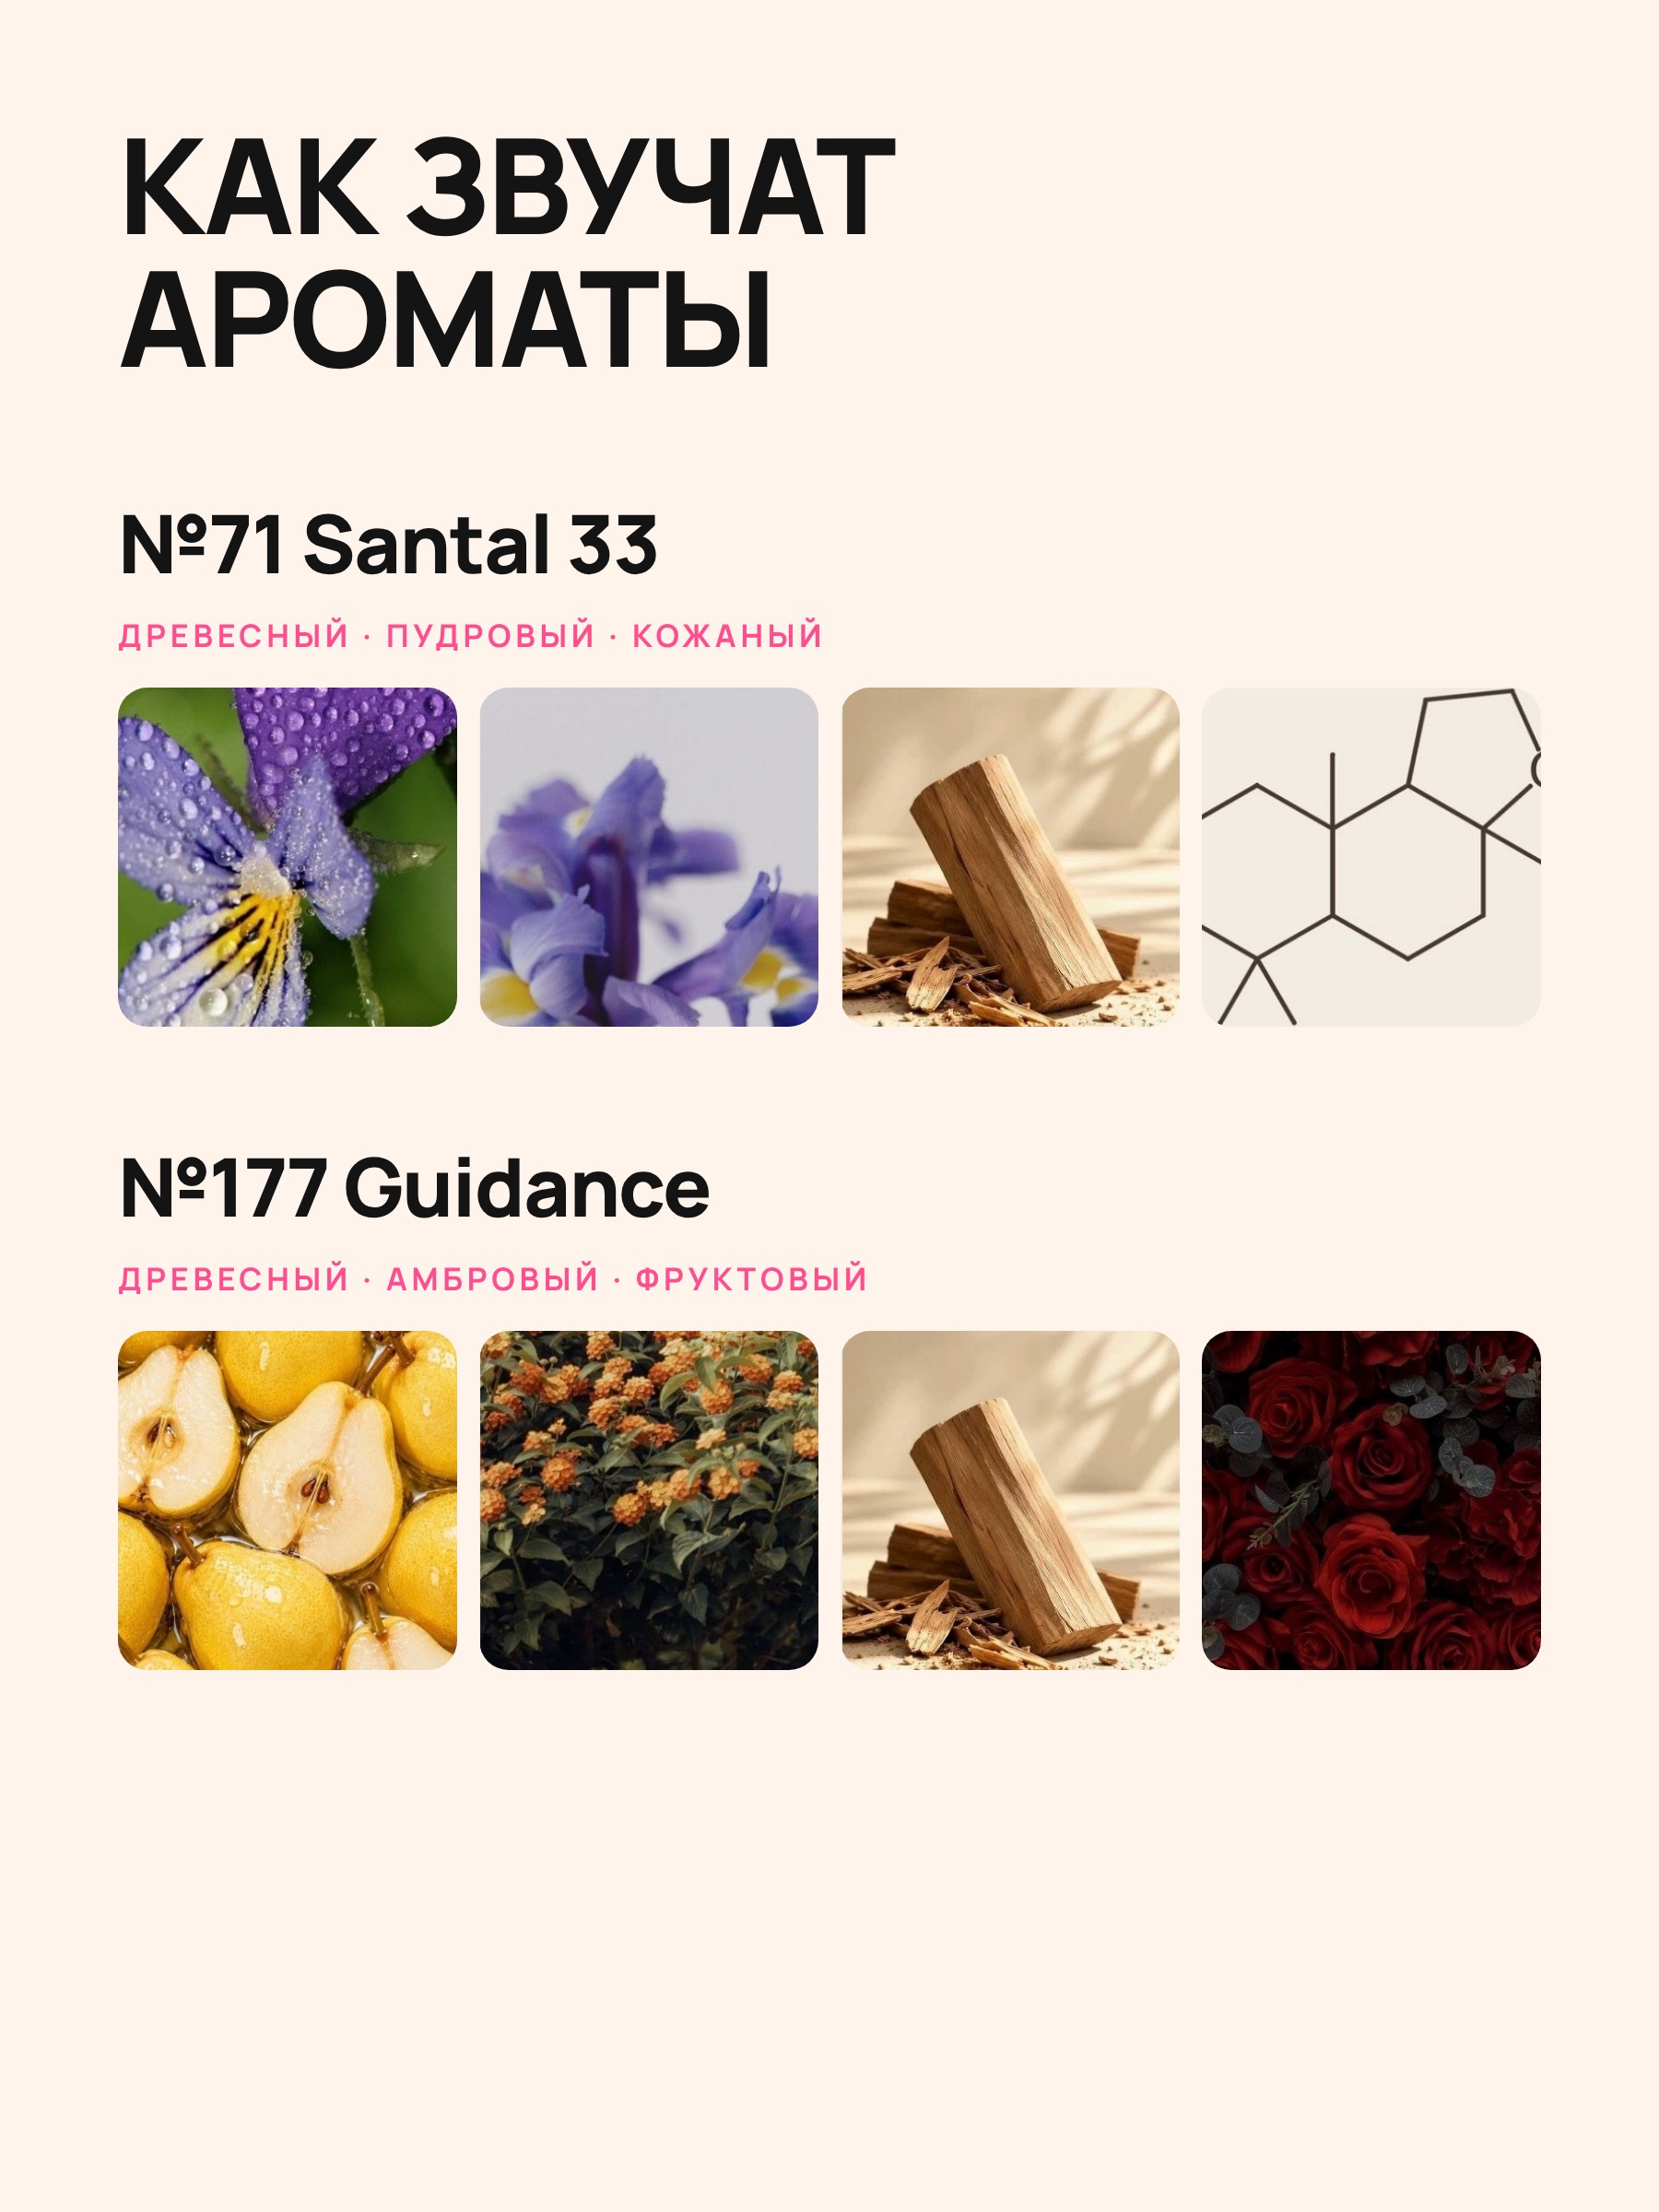 КАК ЗВУЧАТ
АРОМАТЫ
№71 Santal 33
ДРЕВЕСНЫЙ · ПУДРОВЫЙ · КОЖАНЫЙ
№177 Guidance
ДРЕВЕСНЫЙ · АМБРОВЫЙ · ФРУКТОВЫЙ